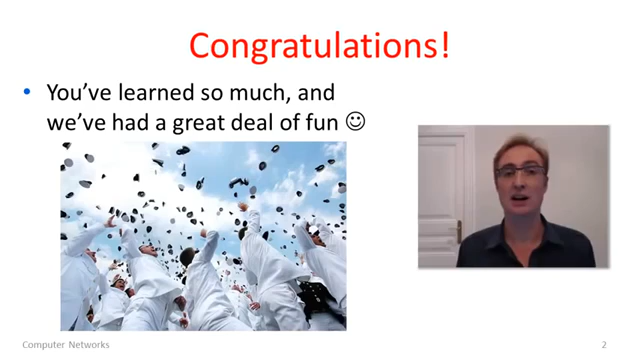 Congratulations!
• You've learned so much, and
we've had a great deal of fun ☺
Computer Networks
2